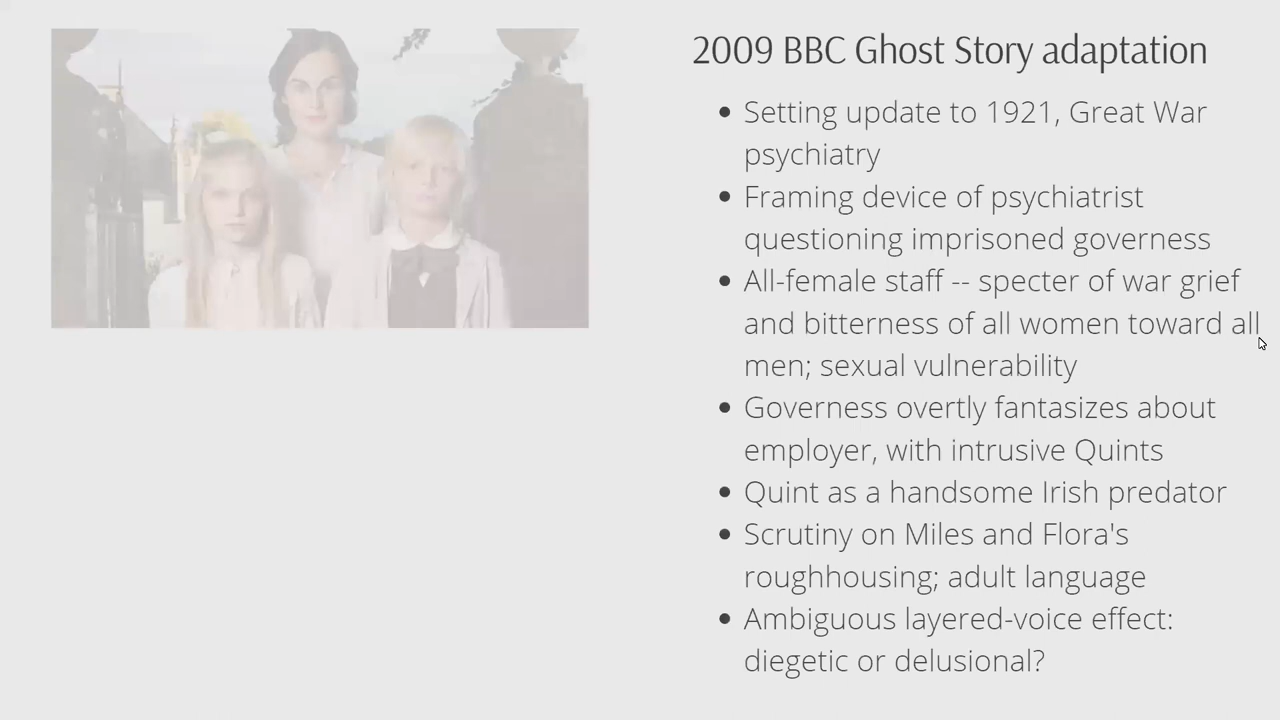 2009 BBC Ghost Story adaptation
• Setting update to 1921, Great War
psychiatry
• Framing device of psychiatrist
questioning imprisoned governess
• All-female staff -- specter of war grief
and bitterness of all women toward all
men; sexual vulnerability
• Governess overtly fantasizes about
employer, with intrusive Quints
• Quint as a handsome Irish predator
• Scrutiny on Miles and Flora's
roughhousing; adult language
• Ambiguous layered-voice effect:
diegetic or delusional?